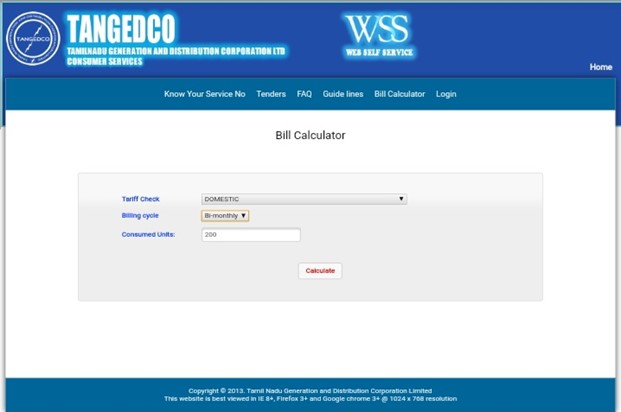 TANGEDCO
TANGEDCO
TAMILNADU GENERATION AND DISTRIBUTION CORPORATION LTD
CONSUMER SERVICES
WSS
WEB SELF SERVICE
Home
Know Your Service No Tenders FAQ Guide lines Bill Calculator Login
Bill Calculator
Tariff Check DOMESTIC
Billing cycle Bi-monthly
Consumed Units: 200
Calculate
Copyright © 2013. Tamil Nadu Generation and Distribution Corporation Limited
This website is best viewed in IE 8+, Firefox 3+ and Google chrome 3+ @ 1024 x 768 resolution